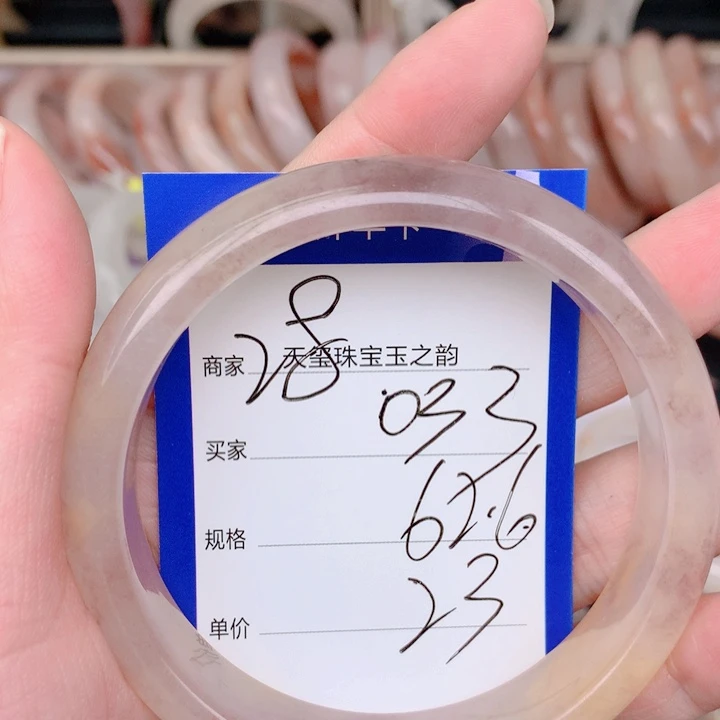 商家 天玺珠宝玉之韵 28
买家 033
规格 62.6
单价 23